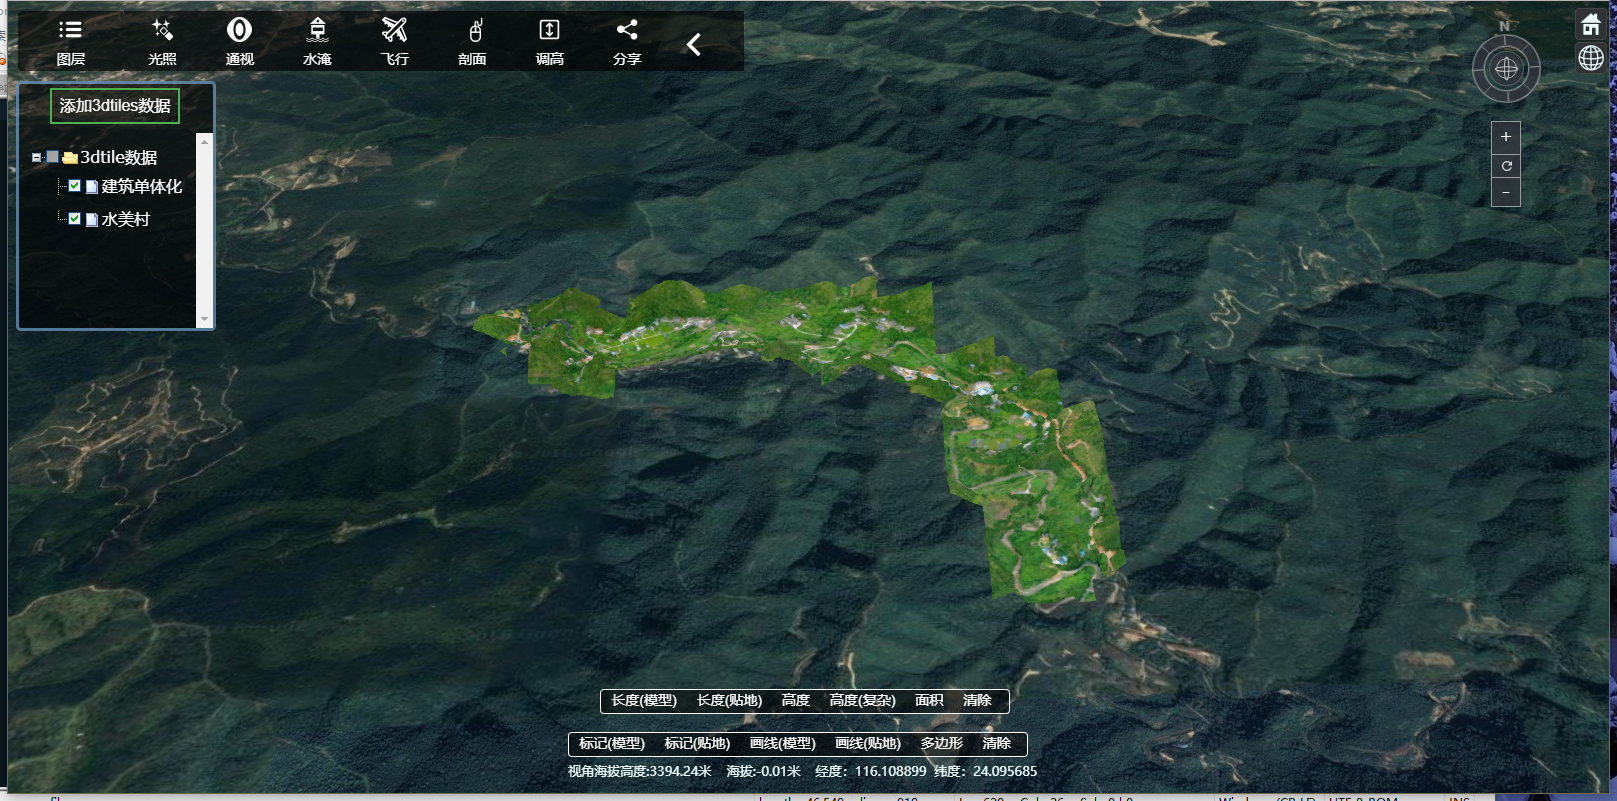 图层 光照 通视 水淹 飞行 剖面 调高 分享
N
添加3dtiles数据
3dtile数据
建筑单体化
水美村
长度(模型) 长度(贴地) 高度 高度(复杂) 面积 清除
标记(模型) 标记(贴地) 画线(模型) 画线(贴地) 多边形 清除
视角海拔高度:3394.24米 海拔:-0.01米 经度：116.108899 纬度：24.095685